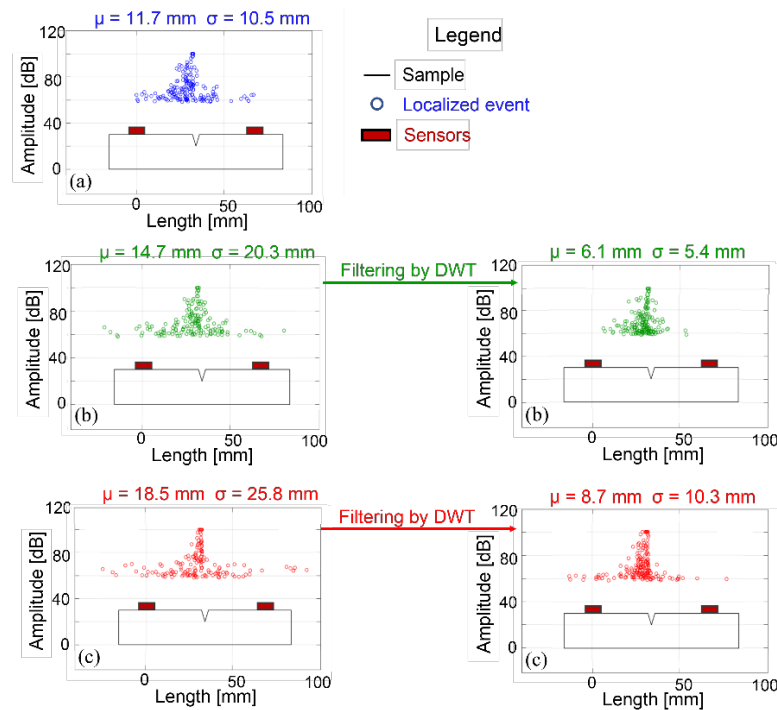 μ = 11.7 mm σ = 10.5 mm
120
80
40
0
Amplitude [dB]
(a)
0
50
100
Length [mm]
Legend
Sample
Localized event
Sensors
μ = 14.7 mm σ = 20.3 mm
120
80
40
0
Amplitude [dB]
(b)
0
50
100
Length [mm]
Filtering by DWT
μ = 6.1 mm σ = 5.4 mm
120
80
40
0
Amplitude [dB]
(b)
0
50
100
Length [mm]
μ = 18.5 mm σ = 25.8 mm
120
80
40
0
Amplitude [dB]
(c)
0
50
100
Length [mm]
Filtering by DWT
μ = 8.7 mm σ = 10.3 mm
120
80
40
0
Amplitude [dB]
(c)
0
50
100
Length [mm]